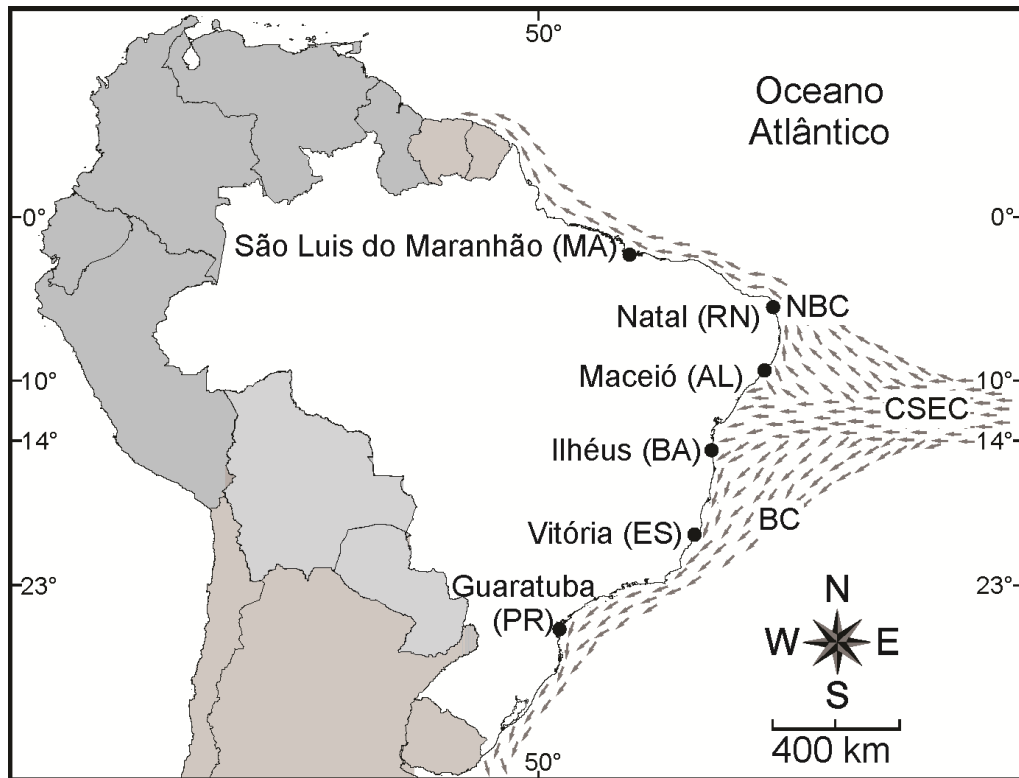 50°
Oceano
Atlântico
0°
0°
São Luis do Maranhão (MA)
Natal (RN)
NBC
Maceió (AL)
10°
10°
CSEC
14°
14°
Ilhéus (BA)
BC
Vitória (ES)
23°
23°
Guaratuba
(PR)
N
W
E
S
400 km
50°